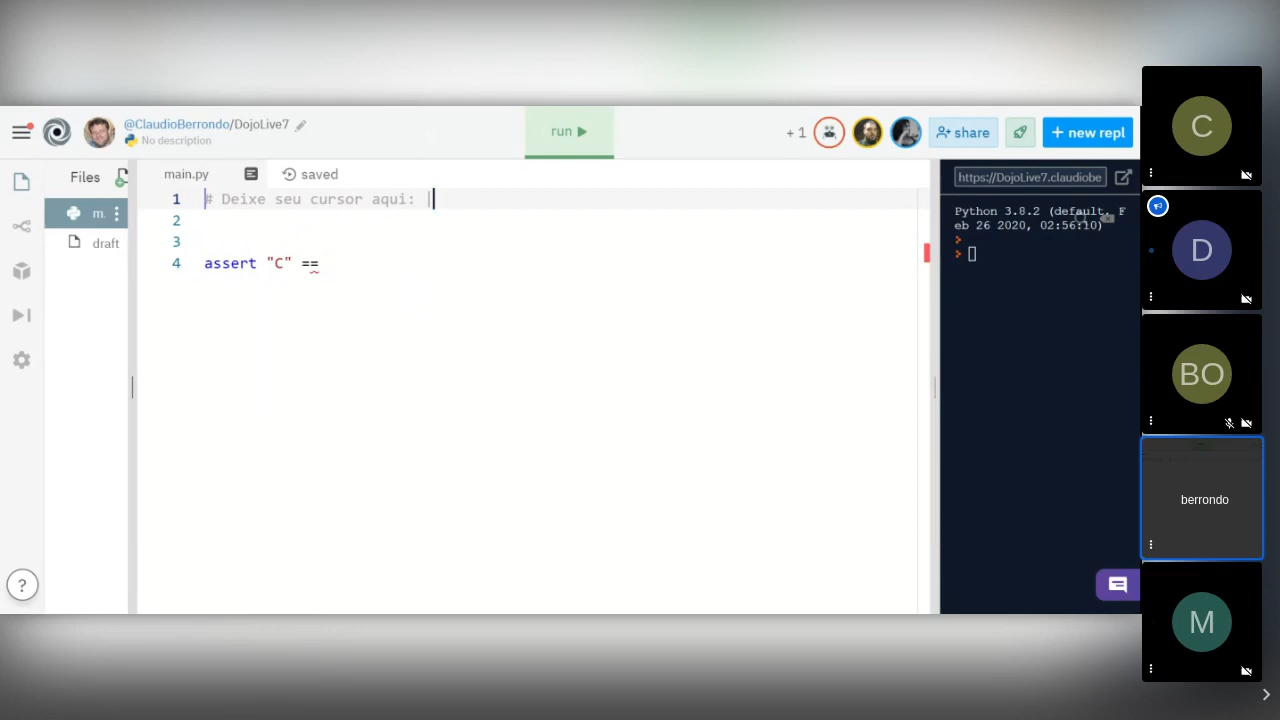 @ClaudioBerrondo/DojoLive7
No description
run
+ 1
share
+ new repl
Files
main.py
saved
m.
draft
1 # Deixe seu cursor aqui: |
2
3
4 assert "C" ==
https://DojoLive7.claudiobe
Python 3.8.2 (default, F
eb 26 2020, 02:56:10)
?
C
D
BO
berrondo
M